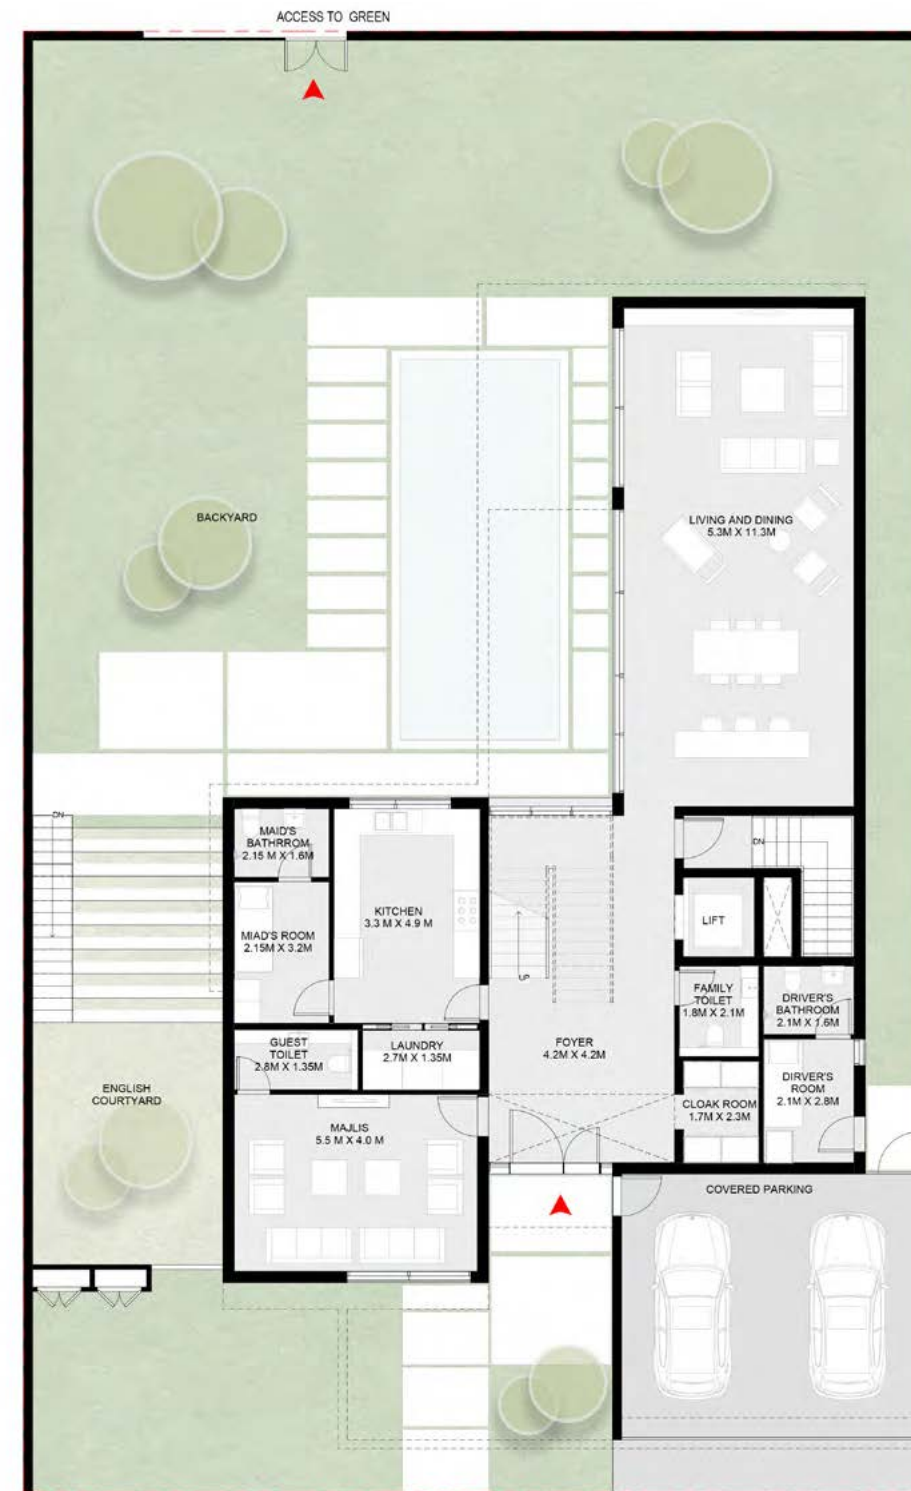 ACCESS TO GREEN
BACKYARD
LIVING AND DINING
5.3M X 11.3M
DN
MAID'S
BATHRROM
2.15 M X 1.6M
KITCHEN
3.3 M X 4.9 M
MIAD'S ROOM
2.15M X 3.2M
DN
LIFT
UP
FAMILY
TOILET
1.8M X 2.1M
DRIVER'S
BATHROOM
2.1M X 1.6M
GUEST
TOILET
2.8M X 1.35M
LAUNDRY
2.7M X 1.35M
FOYER
4.2M X 4.2M
DIRVER'S
ROOM
2.1M X 2.8M
ENGLISH
COURTYARD
CLOAK ROOM
1.7M X 2.3M
MAJLIS
5.5 M X 4.0 M
COVERED PARKING